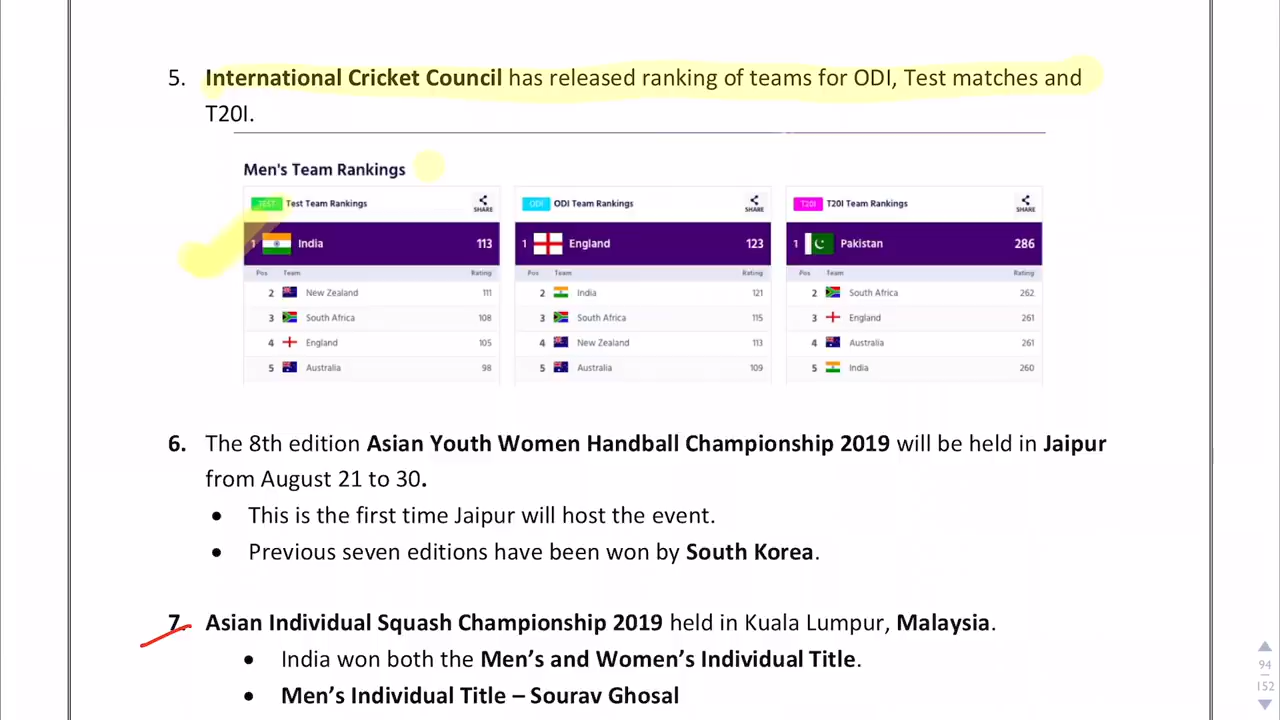 5. International Cricket Council has released ranking of teams for ODI, Test matches and
T20I.
Men's Team Rankings
TEST Test Team Rankings SHARE
1 India 113
Pos Team Rating
2 New Zealand 111
3 South Africa 108
4 England 105
5 Australia 98
ODI ODI Team Rankings SHARE
1 England 123
Pos Team Rating
2 India 121
3 South Africa 115
4 New Zealand 113
5 Australia 109
T20I T20I Team Rankings SHARE
1 Pakistan 286
Pos Team Rating
2 South Africa 262
3 England 261
4 Australia 261
5 India 260
6. The 8th edition Asian Youth Women Handball Championship 2019 will be held in Jaipur
from August 21 to 30.
• This is the first time Jaipur will host the event.
• Previous seven editions have been won by South Korea.
7. Asian Individual Squash Championship 2019 held in Kuala Lumpur, Malaysia.
• India won both the Men’s and Women’s Individual Title.
• Men’s Individual Title – Sourav Ghosal
94
152